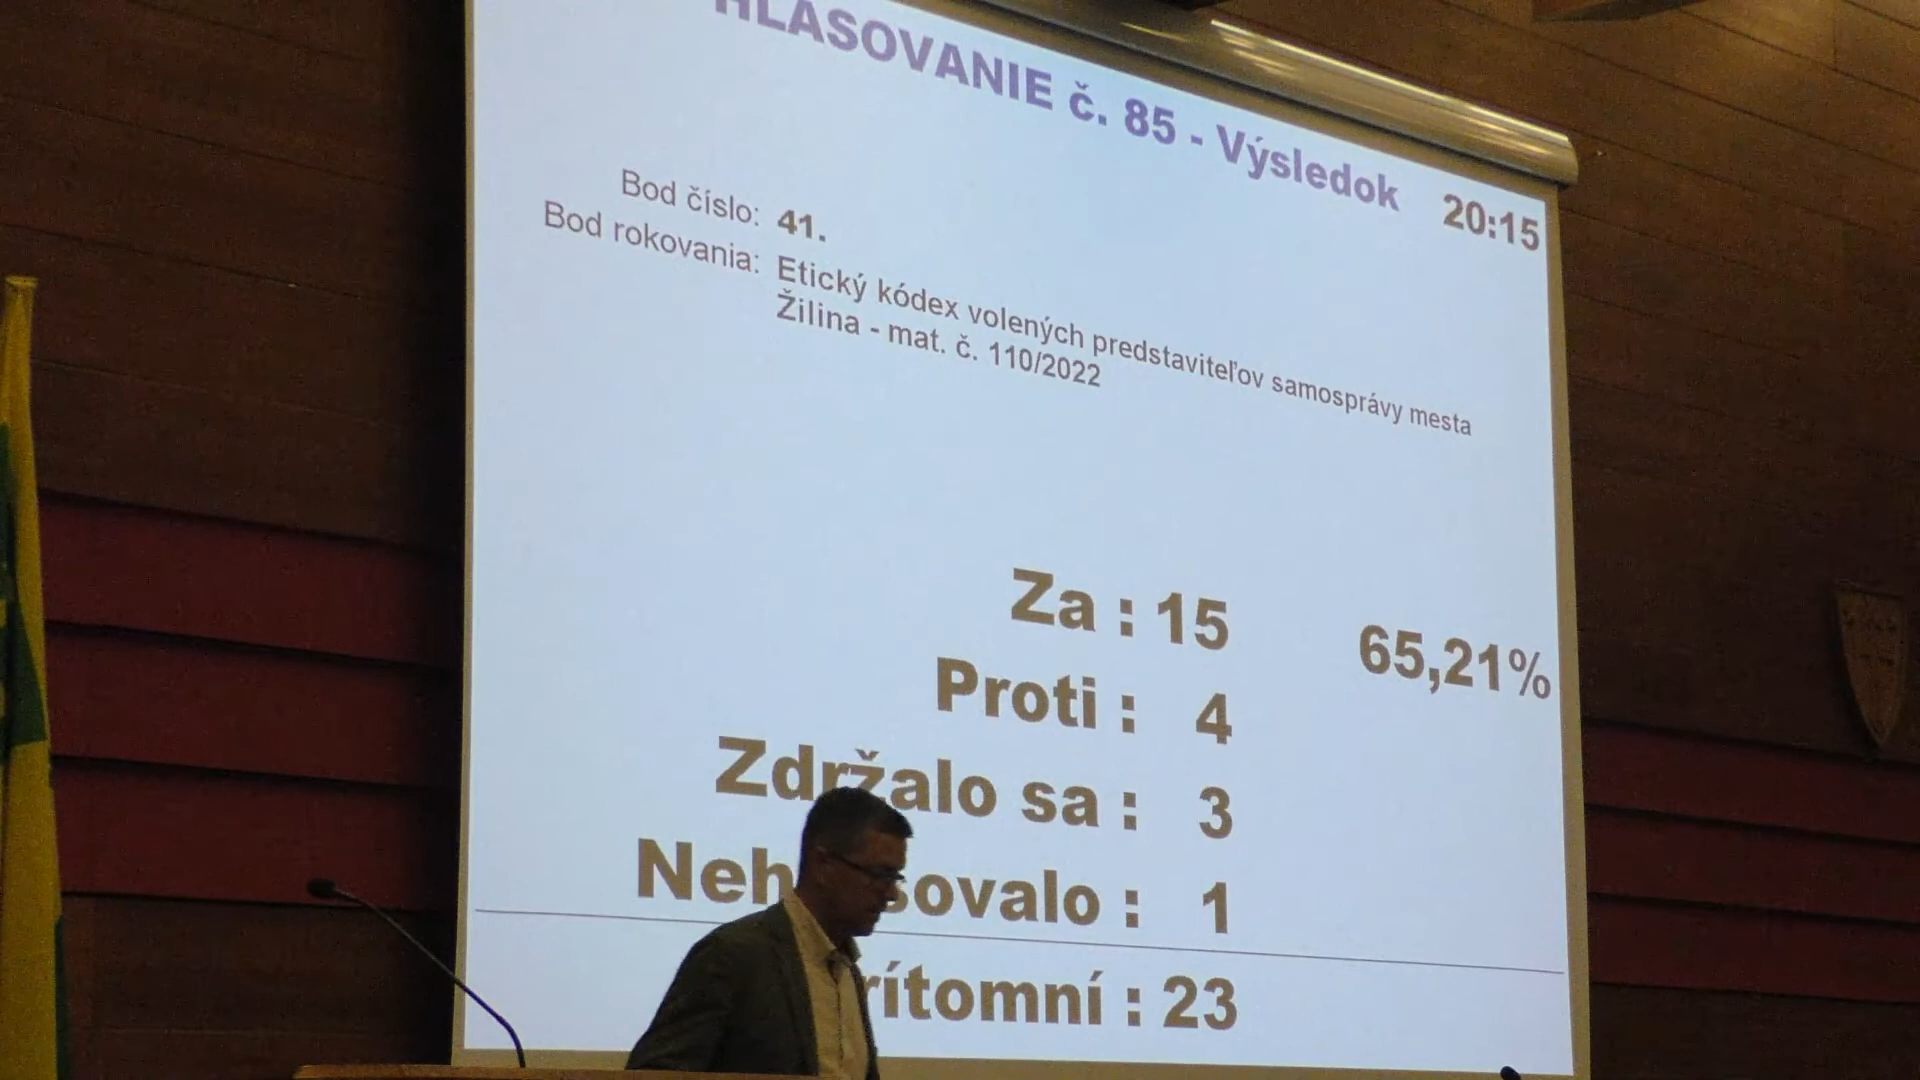 HLASOVANIE č. 85 - Výsledok 20:15
Bod číslo: 41.
Bod rokovania: Etický kódex volených predstaviteľov samosprávy mesta
Žilina - mat. č. 110/2022
Za : 15 65,21%
Proti : 4
Zdržalo sa : 3
: 1
: 23